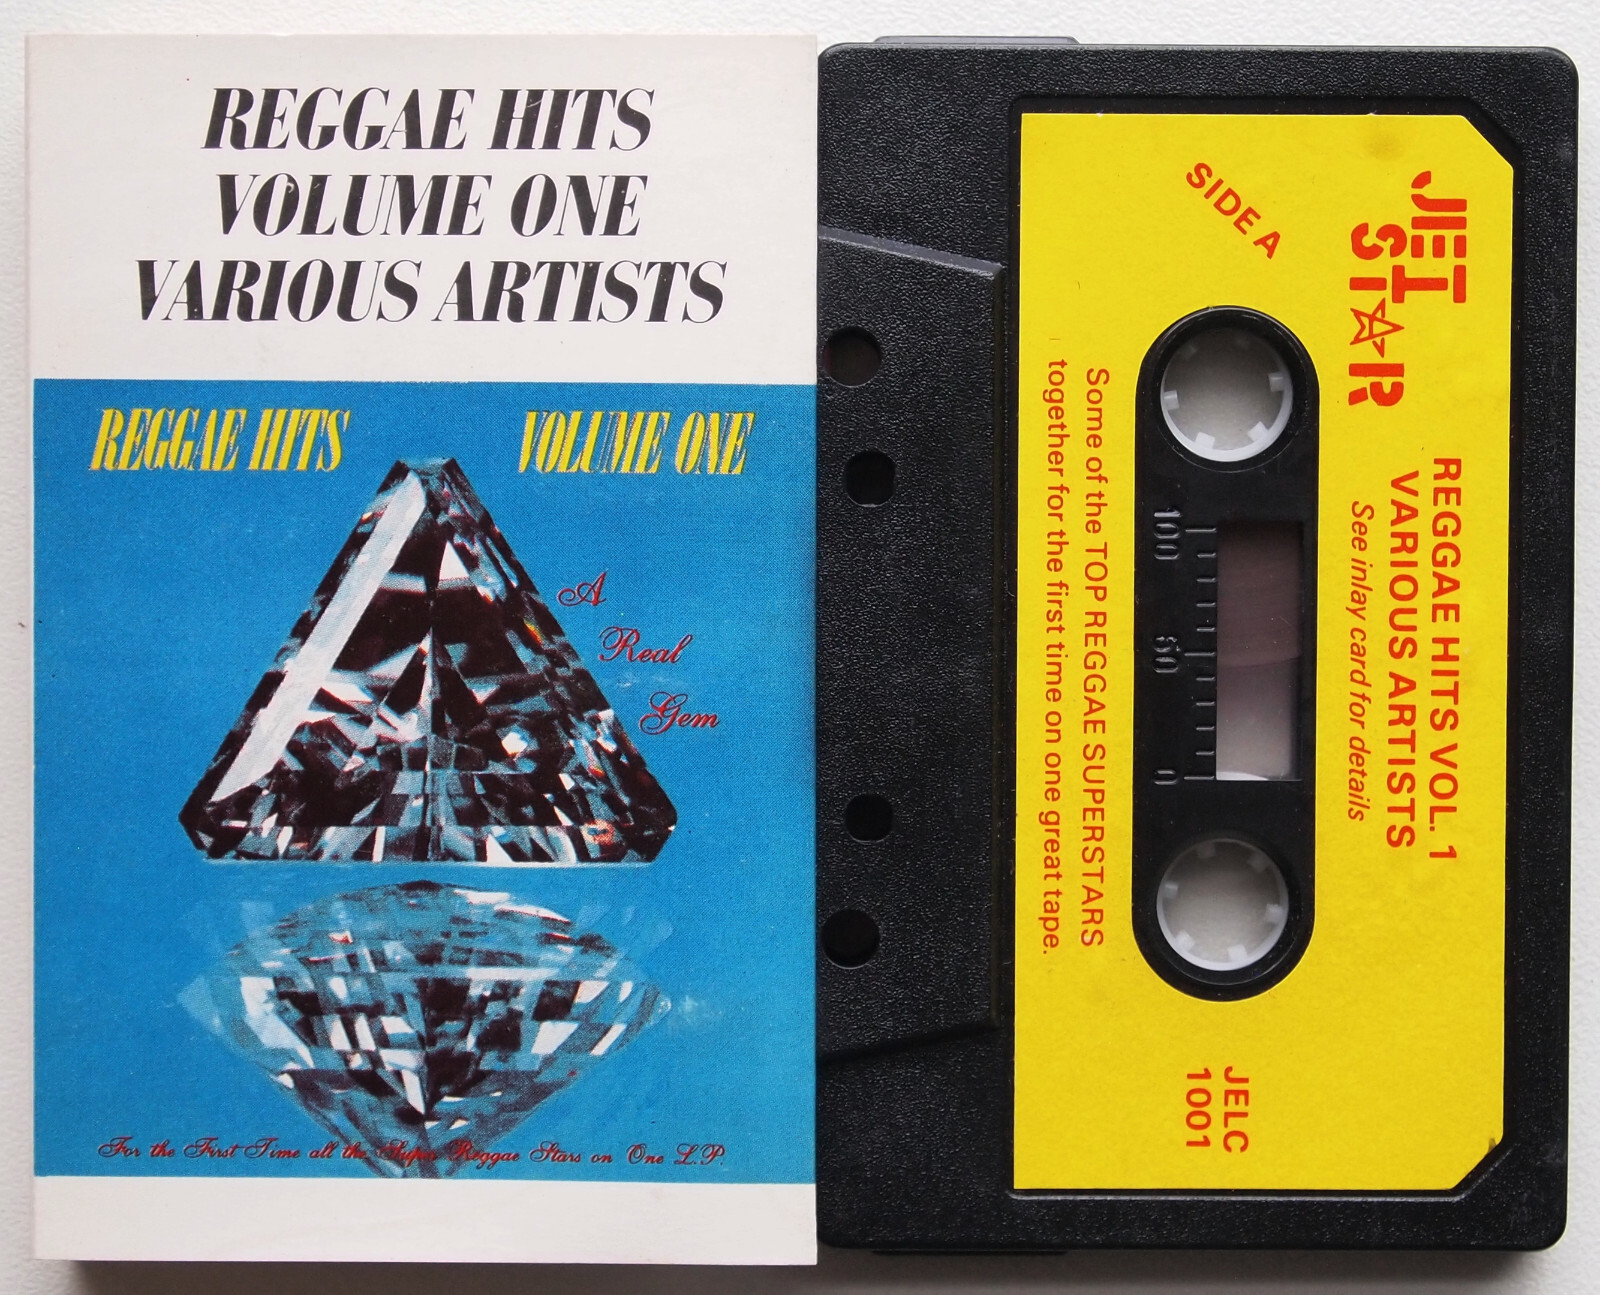 REGGAE HITS
VOLUME ONE
VARIOUS ARTISTS
REGGAE HITS VOLUME ONE
A
Real
Gem
For the First Time all the Super Reggae Stars on One L.P.
JET
STAR
REGGAE HITS VOL. 1
VARIOUS ARTISTS
See inlay card for details
SIDE A
100 60 0
JELC
1001
Some of the TOP REGGAE SUPERSTARS
together for the first time on one great tape.